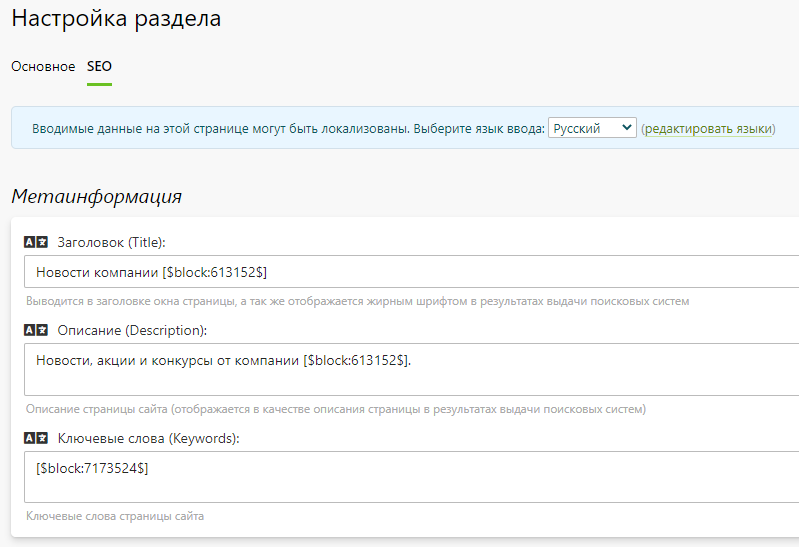 Настройка раздела
Основное SEO
Вводимые данные на этой странице могут быть локализованы. Выберите язык ввода: Русский (редактировать языки)
Метаинформация
Заголовок (Title):
Новости компании [$block:613152$]
Выводится в заголовке окна страницы, а так же отображается жирным шрифтом в результатах выдачи поисковых систем
Описание (Description):
Новости, акции и конкурсы от компании [$block:613152$].
Описание страницы сайта (отображается в качестве описания страницы в результатах выдачи поисковых систем)
Ключевые слова (Keywords):
[$block:7173524$]
Ключевые слова страницы сайта